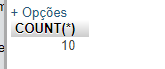 + Opções
COUNT(*)
10